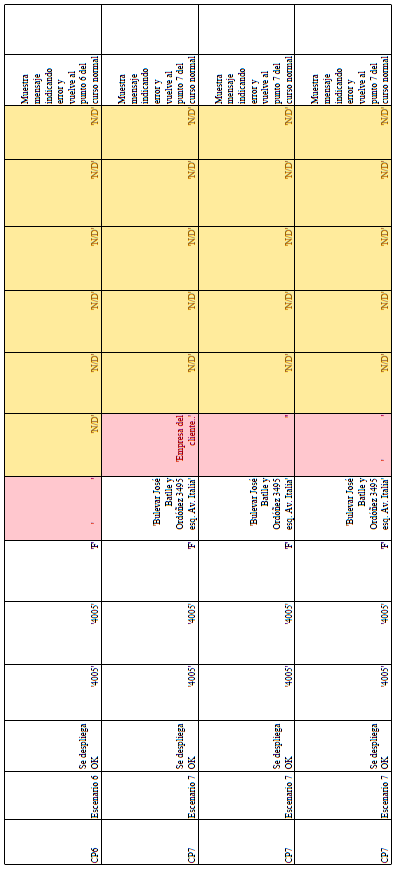 CP6
Escenario 6
Se despliega
OK
'4005'
'4005'
'F'
' '
'N/D'
'N/D'
'N/D'
'N/D'
'N/D'
'N/D'
Muestra
mensaje
indicando
error y
vuelve al
punto 6 del
curso normal
CP7
Escenario 7
Se despliega
OK
'4005'
'4005'
'F'
'Bulevar José
Batlle y
Ordóñez 3495
esq. Av. Italia'
'Empresa del
cliente..'
'N/D'
'N/D'
'N/D'
'N/D'
'N/D'
Muestra
mensaje
indicando
error y
vuelve al
punto 7 del
curso normal
CP7
Escenario 7
Se despliega
OK
'4005'
'4005'
'F'
'Bulevar José
Batlle y
Ordóñez 3495
esq. Av. Italia'
''
'N/D'
'N/D'
'N/D'
'N/D'
'N/D'
Muestra
mensaje
indicando
error y
vuelve al
punto 7 del
curso normal
CP7
Escenario 7
Se despliega
OK
'4005'
'4005'
'F'
'Bulevar José
Batlle y
Ordóñez 3495
esq. Av. Italia'
' '
'N/D'
'N/D'
'N/D'
'N/D'
'N/D'
Muestra
mensaje
indicando
error y
vuelve al
punto 7 del
curso normal